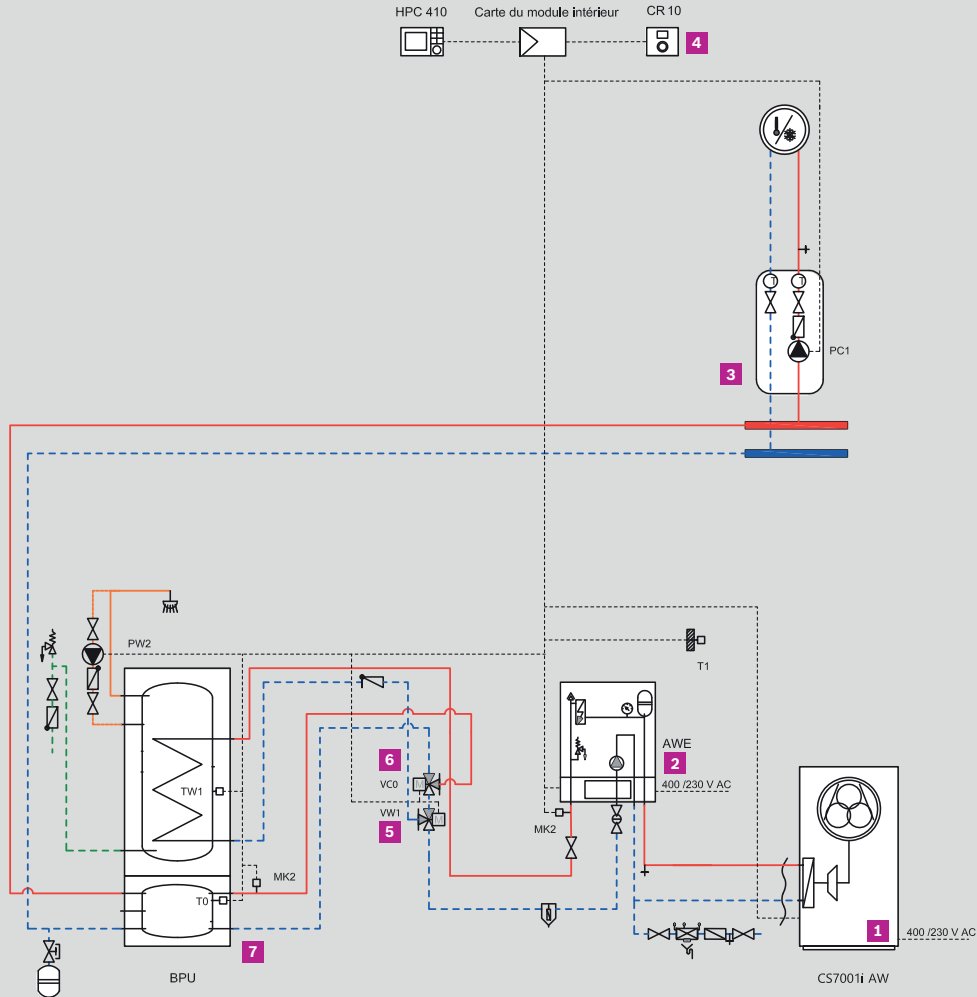 HPC 410
Carte du module intérieur
CR 10
4
T
T
PC1
3
PW2
T1
6
VC0
M
AWE
2
400 /230 V AC
TW1
VW1
M
5
MK2
MK2
T0
1
400 /230 V AC
7
BPU
CS7001i AW